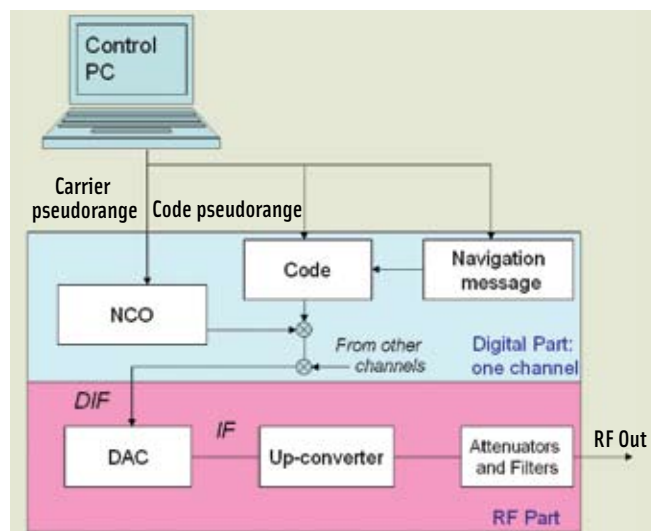 Control
PC
Carrier
pseudorange
Code pseudorange
Code
Navigation
message
NCO
From other
channels
Digital Part:
one channel
DIF
IF
DAC
Up-converter
Attenuators
and Filters
RF Out
RF Part